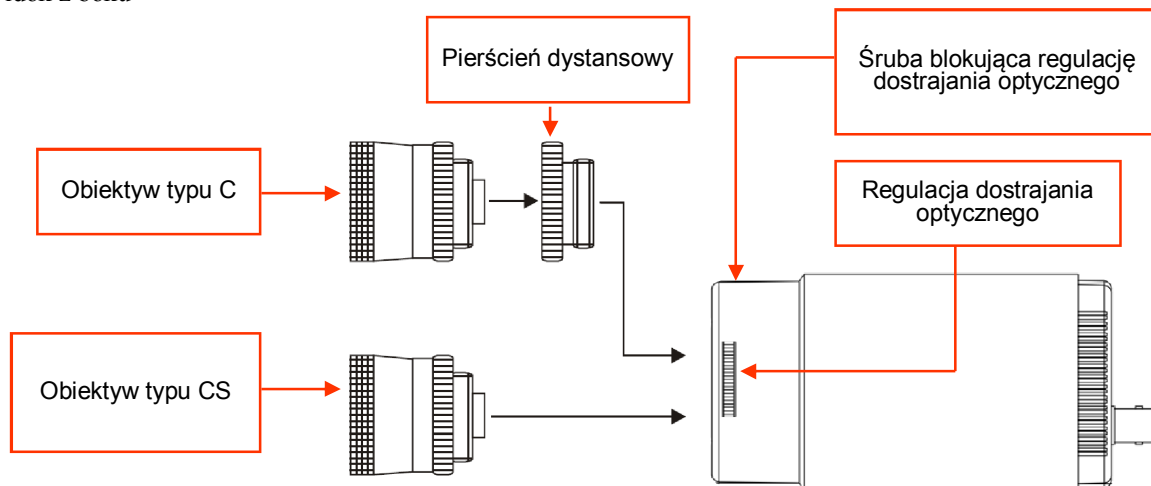 Pierścień dystansowy
Śruba blokująca regulację
dostrajania optycznego
Obiektyw typu C
Regulacja dostrajania
optycznego
Obiektyw typu CS